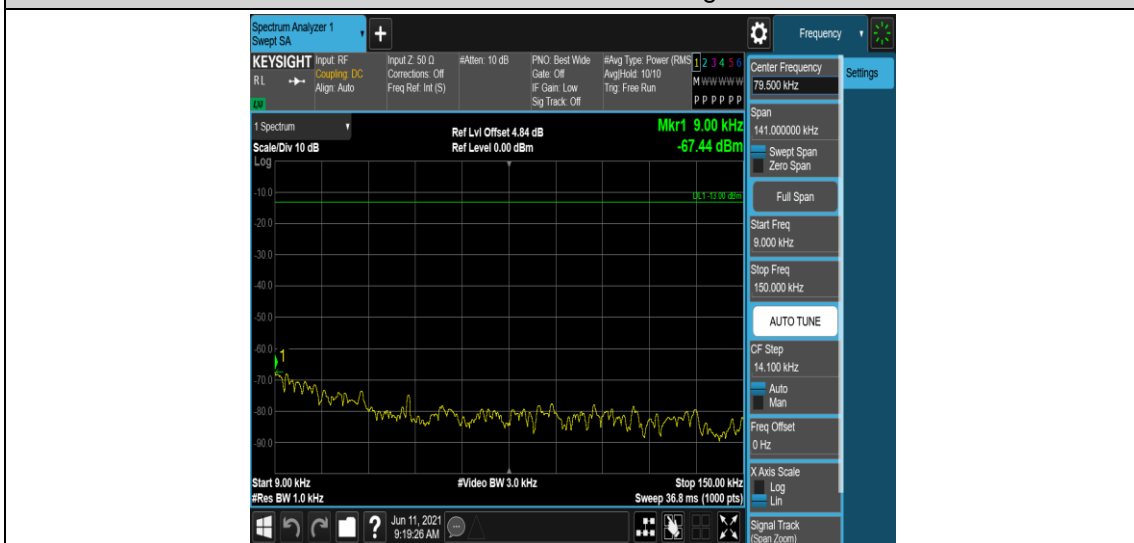 Spectrum Analyzer 1
Swept SA
+
Frequency
KEYSIGHT
RL
Input: RF
Coupling: DC
Align: Auto
Input Z: 50 Ω
Corrections: Off
Freq Ref: Int (S)
#Atten: 10 dB
PNO: Best Wide
Gate: Off
IF Gain: Low
Sig Track: Off
#Avg Type: Power (RMS
Avg|Hold: 10/10
Trig: Free Run
1 2 3 4 5 6
M W W W W W
P P P P P P
1 Spectrum
Scale/Div 10 dB
Ref Lvl Offset 4.84 dB
Ref Level 0.00 dBm
Mkr1 9.00 kHz
-67.44 dBm
Log
DL1 -13.00 dBm
-10.0
-20.0
-30.0
-40.0
-50.0
-60.0
1
-70.0
-80.0
-90.0
Start 9.00 kHz
#Res BW 1.0 kHz
#Video BW 3.0 kHz
Stop 150.00 kHz
Sweep 36.8 ms (1000 pts)
?
Jun 11, 2021
9:19:26 AM
Center Frequency
79.500 kHz
Settings
Span
141.000000 kHz
Swept Span
Zero Span
Full Span
Start Freq
9.000 kHz
Stop Freq
150.000 kHz
AUTO TUNE
CF Step
14.100 kHz
Auto
Man
Freq Offset
0 Hz
X Axis Scale
Log
Lin
Signal Track
(Span Zoom)